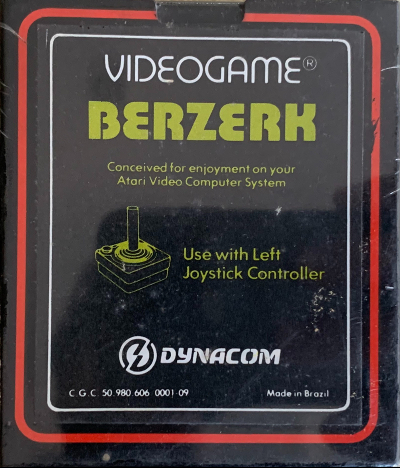 VIDEOGAME®
BERZERK
Conceived for enjoyment on your
Atari Video Computer System
Use with Left
Joystick Controller
DYNACOM
C.G.C. 50.980.606 0001-09
Made in Brazil